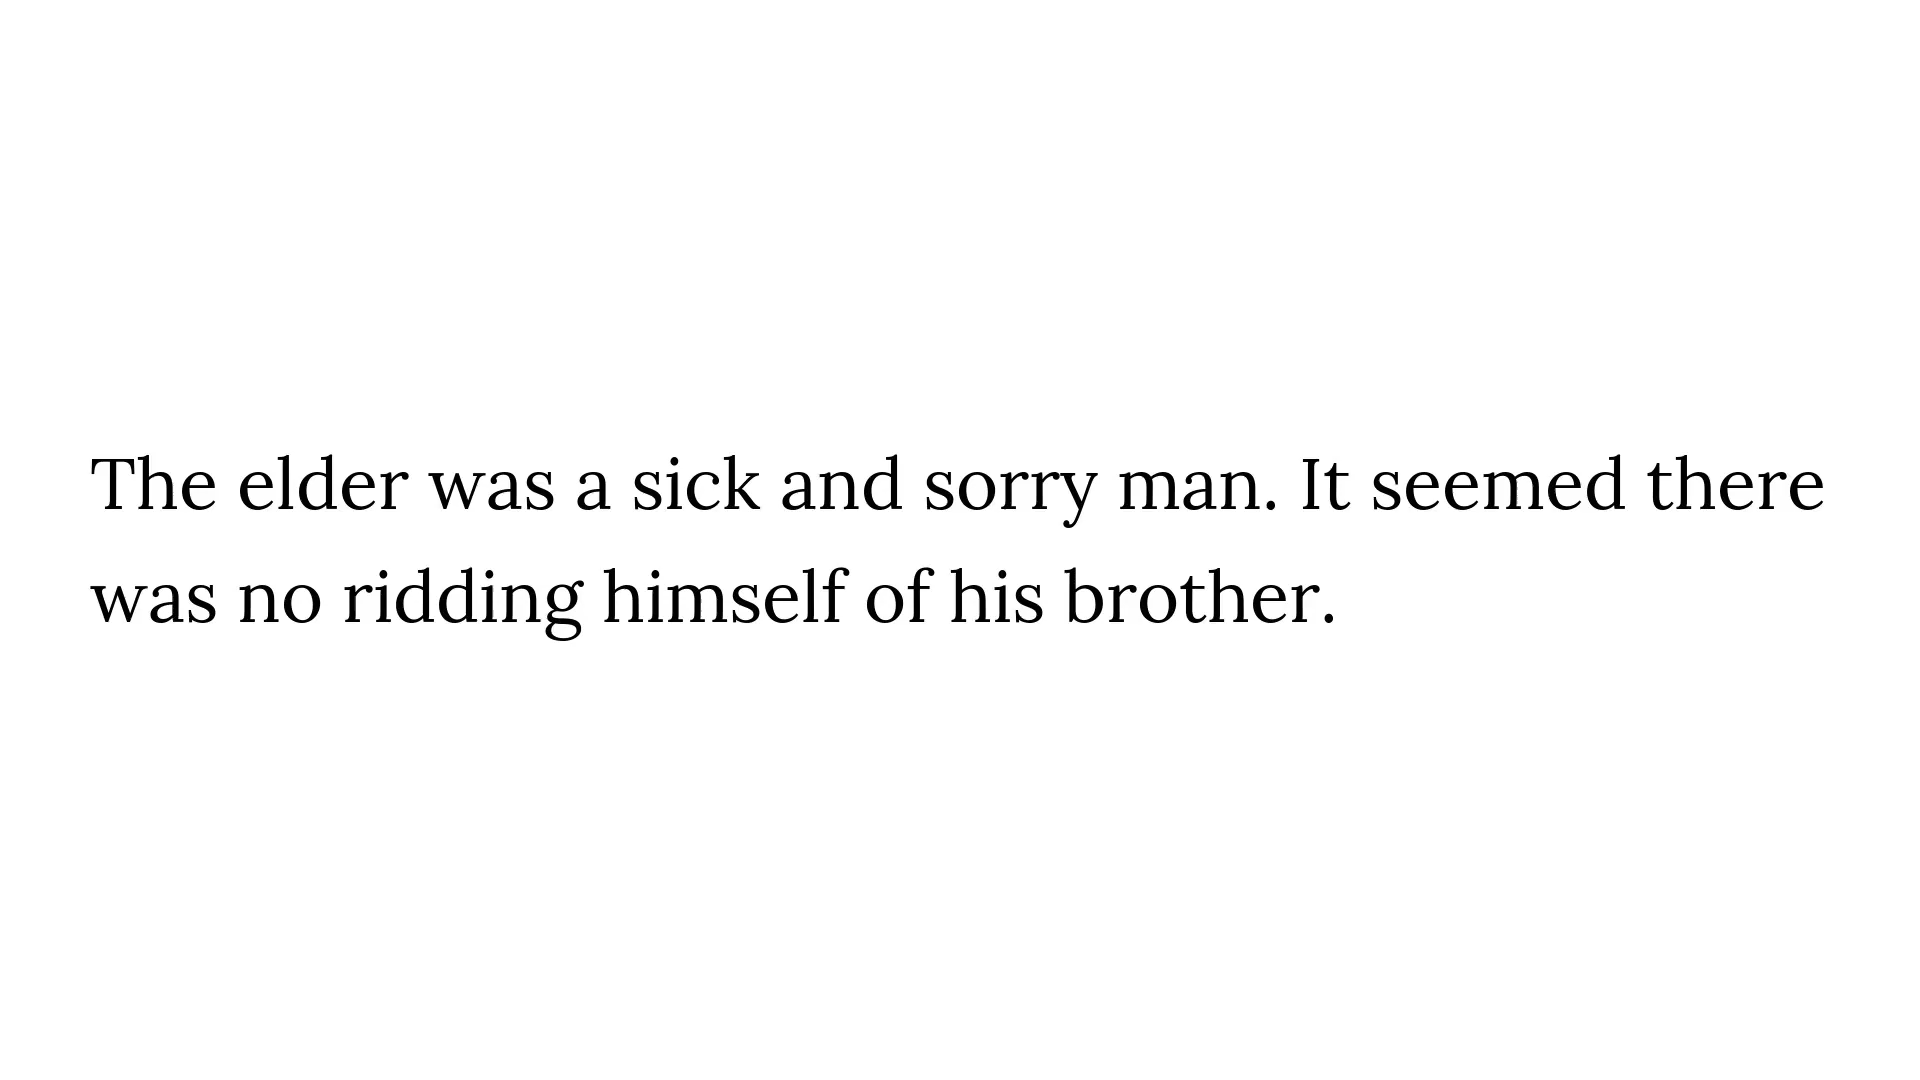 The elder was a sick and sorry man. It seemed there
was no ridding himself of his brother.